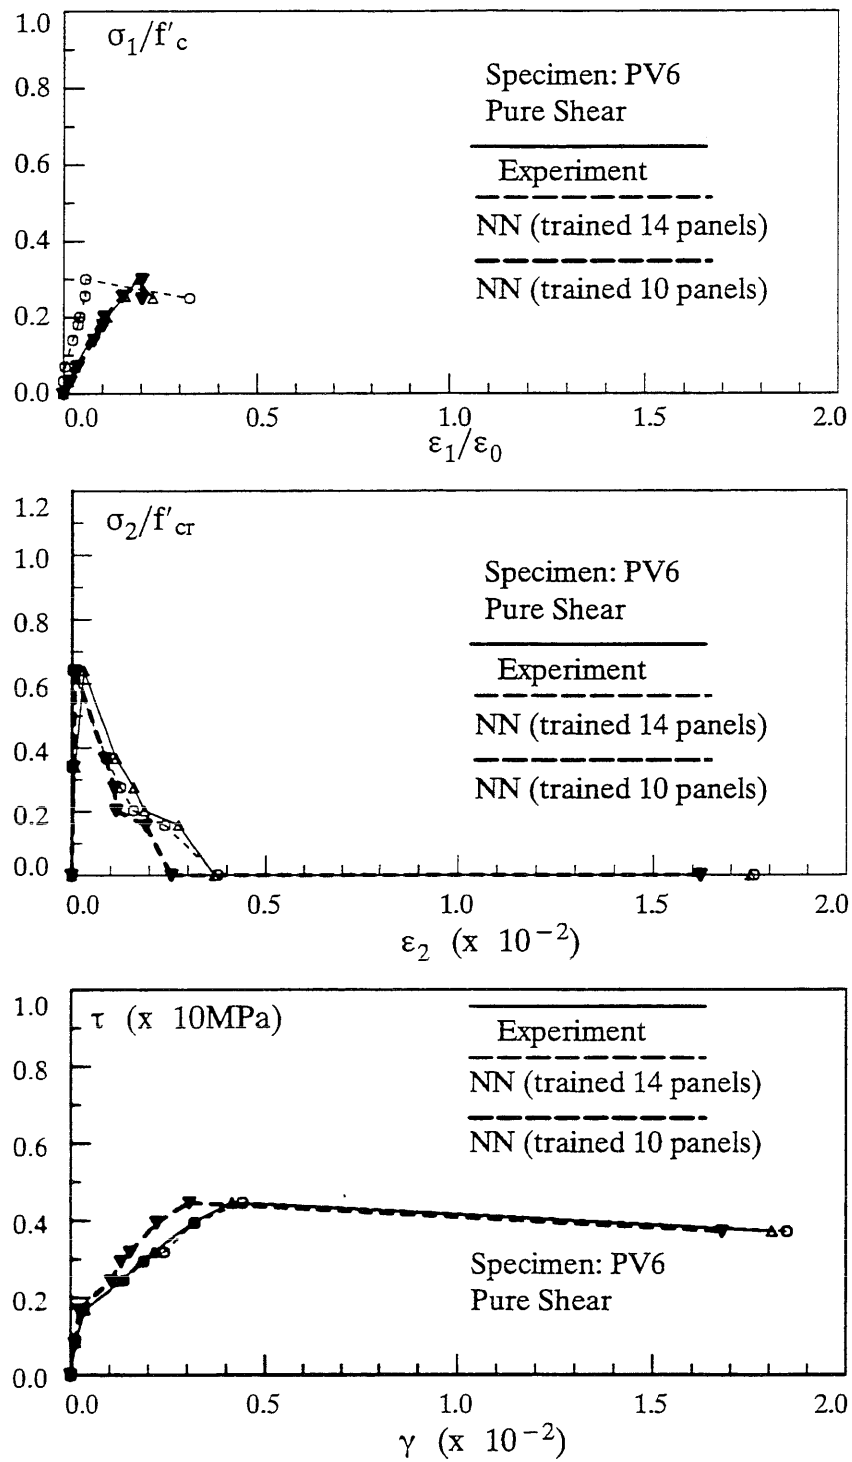 σ1/f'c
1.0
0.8
0.6
0.4
0.2
0.0
Specimen: PV6
Pure Shear
Experiment
NN (trained 14 panels)
NN (trained 10 panels)
0.0 0.5 1.0 1.5 2.0
ε1/ε0
σ2/f'cr
1.2
1.0
0.8
0.6
0.4
0.2
0.0
Specimen: PV6
Pure Shear
Experiment
NN (trained 14 panels)
NN (trained 10 panels)
0.0 0.5 1.0 1.5 2.0
ε2 (x 10−2)
τ (x 10MPa)
1.0
0.8
0.6
0.4
0.2
0.0
Experiment
NN (trained 14 panels)
NN (trained 10 panels)
Specimen: PV6
Pure Shear
0.0 0.5 1.0 1.5 2.0
γ (x 10−2)